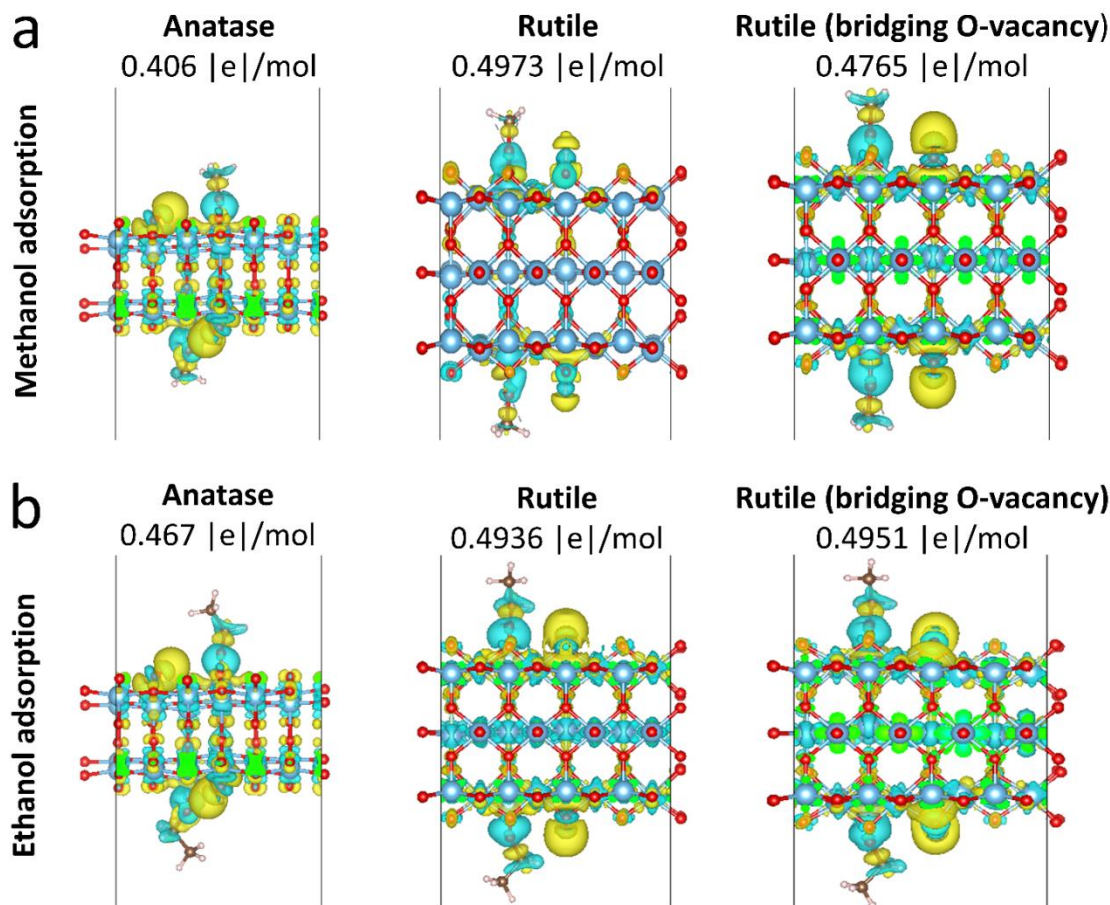 a
Anatase
0.406 |e|/mol
Rutile
0.4973 |e|/mol
Rutile (bridging O-vacancy)
0.4765 |e|/mol
Methanol adsorption
b
Anatase
0.467 |e|/mol
Rutile
0.4936 |e|/mol
Rutile (bridging O-vacancy)
0.4951 |e|/mol
Ethanol adsorption